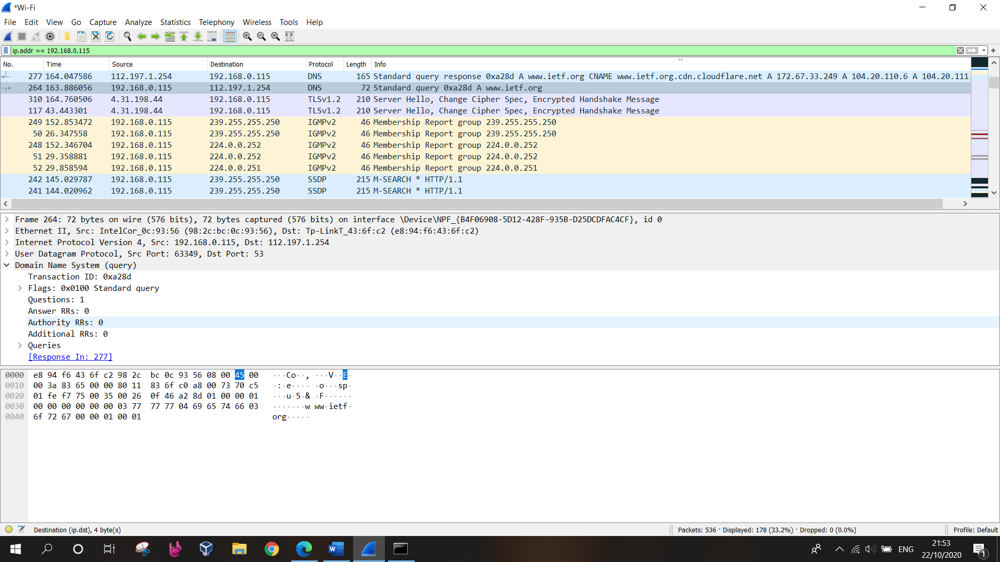 *Wi-Fi
File Edit View Go Capture Analyze Statistics Telephony Wireless Tools Help
ip.addr == 192.168.0.115
No. Time Source Destination Protocol Length Info
277 164.047586 112.197.1.254 192.168.0.115 DNS 165 Standard query response 0xa28d A www.ietf.org CNAME www.ietf.org.cdn.cloudflare.net A 172.67.33.249 A 104.20.110.6 A 104.20.111.
264 163.886056 192.168.0.115 112.197.1.254 DNS 72 Standard query 0xa28d A www.ietf.org
310 164.760506 4.31.198.44 192.168.0.115 TLSv1.2 210 Server Hello, Change Cipher Spec, Encrypted Handshake Message
117 43.443301 4.31.198.44 192.168.0.115 TLSv1.2 210 Server Hello, Change Cipher Spec, Encrypted Handshake Message
249 152.853472 192.168.0.115 239.255.255.250 IGMPv2 46 Membership Report group 239.255.255.250
50 26.347558 192.168.0.115 239.255.255.250 IGMPv2 46 Membership Report group 239.255.255.250
248 152.346704 192.168.0.115 224.0.0.252 IGMPv2 46 Membership Report group 224.0.0.252
51 29.358881 192.168.0.115 224.0.0.252 IGMPv2 46 Membership Report group 224.0.0.252
52 29.858594 192.168.0.115 224.0.0.251 IGMPv2 46 Membership Report group 224.0.0.251
242 145.029787 192.168.0.115 239.255.255.250 SSDP 215 M-SEARCH * HTTP/1.1
241 144.020962 192.168.0.115 239.255.255.250 SSDP 215 M-SEARCH * HTTP/1.1
Frame 264: 72 bytes on wire (576 bits), 72 bytes captured (576 bits) on interface \Device\NPF_{B4F06908-5D12-428F-935B-D25DCDFAC4CF}, id 0
Ethernet II, Src: IntelCor_0c:93:56 (98:2c:bc:0c:93:56), Dst: Tp-LinkT_43:6f:c2 (e8:94:f6:43:6f:c2)
Internet Protocol Version 4, Src: 192.168.0.115, Dst: 112.197.1.254
User Datagram Protocol, Src Port: 63349, Dst Port: 53
Domain Name System (query)
Transaction ID: 0xa28d
Flags: 0x0100 Standard query
Questions: 1
Answer RRs: 0
Authority RRs: 0
Additional RRs: 0
Queries
[Response In: 277]
0000 e8 94 f6 43 6f c2 98 2c bc 0c 93 56 08 00 45 00 ···Co··, ···V··E·
0010 00 3a 83 65 00 00 80 11 83 6f c0 a8 00 73 70 c5 ·:·e···· ·o···sp·
0020 01 fe f7 75 00 35 00 26 0f 46 a2 8d 01 00 00 01 ···u·5·& ·F······
0030 00 00 00 00 00 00 03 77 77 77 04 69 65 74 66 03 ·······w ww·ietf·
0040 6f 72 67 00 00 01 00 01 org·····
Destination (ip.dst), 4 byte(s) Packets: 536 · Displayed: 178 (33.2%) · Dropped: 0 (0.0%) Profile: Default
ENG 21:53
22/10/2020 1